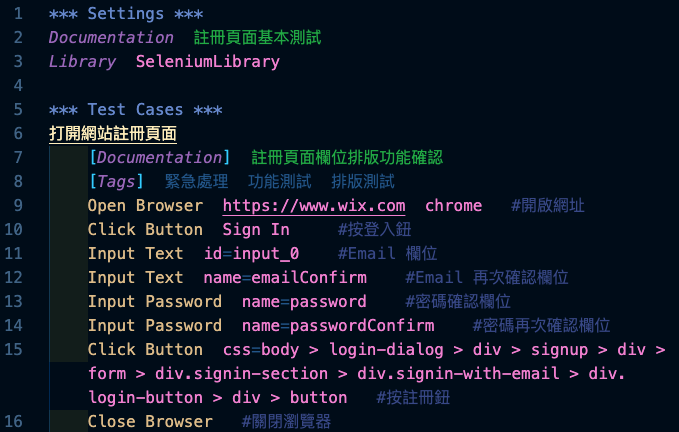 1 *** Settings ***
2 Documentation  註冊頁面基本測試
3 Library  SeleniumLibrary
4
5 *** Test Cases ***
6 打開網站註冊頁面
7 [Documentation]  註冊頁面欄位排版功能確認
8 [Tags]  緊急處理  功能測試  排版測試
9 Open Browser  https://www.wix.com  chrome   #開啟網址
10 Click Button  Sign In     #按登入鈕
11 Input Text  id=input_0    #Email 欄位
12 Input Text  name=emailConfirm    #Email 再次確認欄位
13 Input Password  name=password    #密碼確認欄位
14 Input Password  name=passwordConfirm    #密碼再次確認欄位
15 Click Button  css=body > login-dialog > div > signup > div >
form > div.signin-section > div.signin-with-email > div.
login-button > div > button   #按註冊鈕
16 Close Browser   #關閉瀏覽器